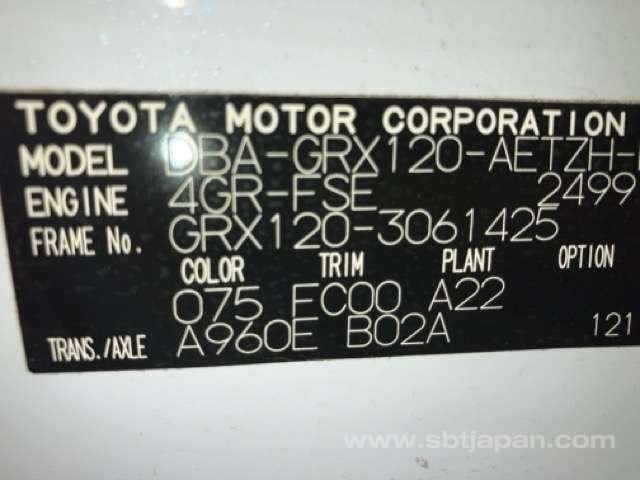 TOYOTA MOTOR CORPORATION
MODEL DBA-GRX120-AETZH-
ENGINE 4GR-FSE 2499
FRAME No. GRX120-3061425
COLOR TRIM PLANT OPTION
075 FC00 A22
TRANS./AXLE A960E B02A 121
www.sbtjapan.com